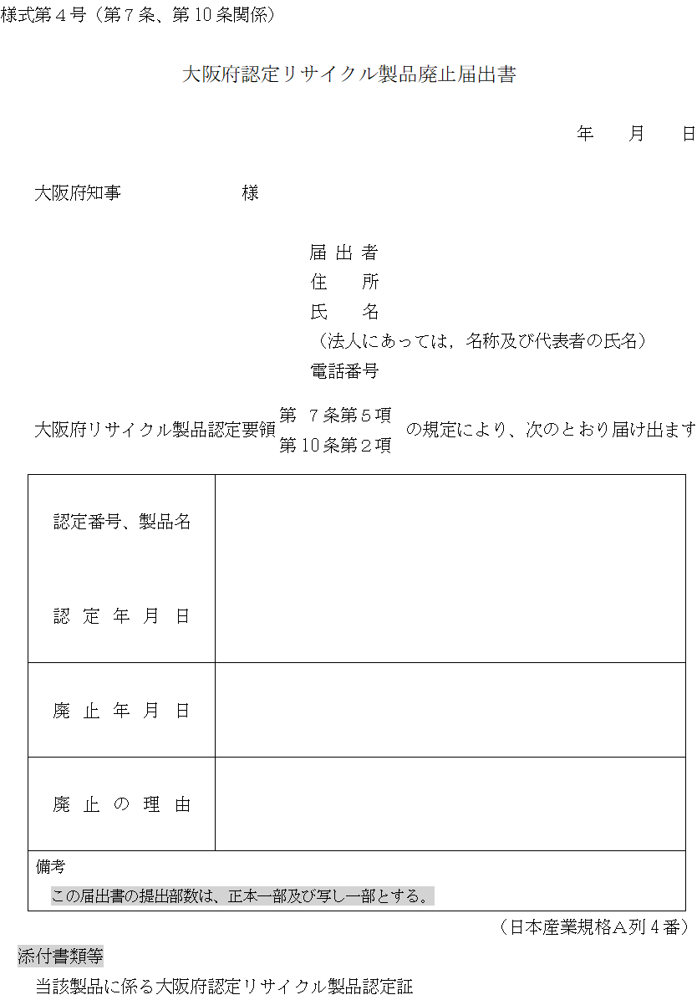 様式第４号（第７条、第10条関係）
大阪府認定リサイクル製品廃止届出書
年　　月　　日
大阪府知事　　　　　　　様
届 出 者
住　　所
氏　　名
（法人にあっては，名称及び代表者の氏名）
電話番号
第　７条第５項
大阪府リサイクル製品認定要領　の規定により、次のとおり届け出ます
第10条第２項
認定番号、製品名
認 定 年 月 日
廃 止 年 月 日
廃 止 の 理 由
備考
この届出書の提出部数は、正本一部及び写し一部とする。
（日本産業規格Ａ列４番）
添付書類等
当該製品に係る大阪府認定リサイクル製品認定証